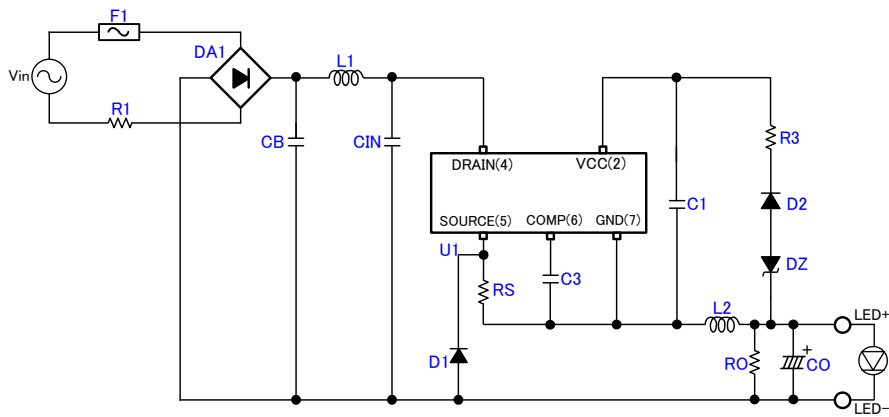 F1
DA1
Vin
L1
R1
CB
CIN
R3
DRAIN(4)
VCC(2)
C1
D2
SOURCE(5)
COMP(6)
GND(7)
U1
C3
DZ
RS
L2
LED+
D1
RO
+
CO
LED-